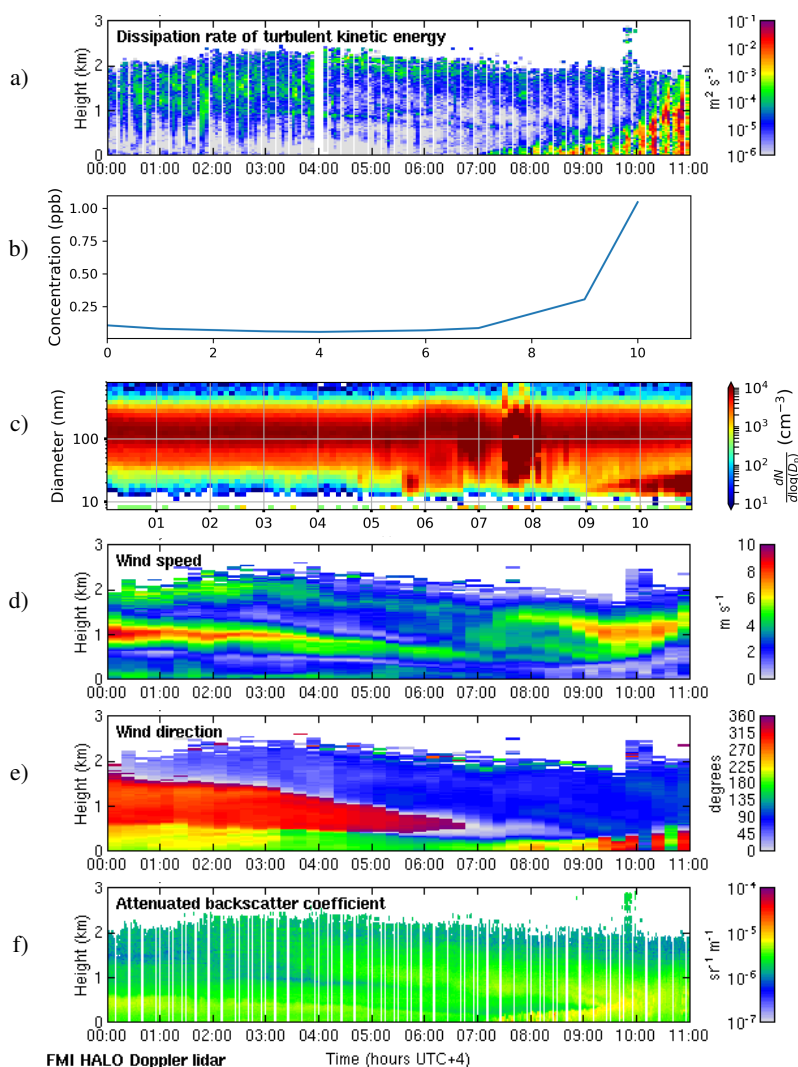 a)
Dissipation rate of turbulent kinetic energy
Height (km)
3
2
1
0
00:00 01:00 02:00 03:00 04:00 05:00 06:00 07:00 08:00 09:00 10:00 11:00
10⁻¹
10⁻²
10⁻³
10⁻⁴
10⁻⁵
10⁻⁶
m² s⁻³
b)
Concentration (ppb)
1.00
0.75
0.50
0.25
0 2 4 6 8 10
c)
Diameter (nm)
100
10
01 02 03 04 05 06 07 08 09 10
10⁴
10³
10²
10¹
dN/dlog(Dₚ) (cm⁻³)
d)
Wind speed
Height (km)
3
2
1
0
00:00 01:00 02:00 03:00 04:00 05:00 06:00 07:00 08:00 09:00 10:00 11:00
10
8
6
4
2
0
m s⁻¹
e)
Wind direction
Height (km)
3
2
1
0
00:00 01:00 02:00 03:00 04:00 05:00 06:00 07:00 08:00 09:00 10:00 11:00
360
315
270
225
180
135
90
45
0
degrees
f)
Attenuated backscatter coefficient
Height (km)
3
2
1
0
00:00 01:00 02:00 03:00 04:00 05:00 06:00 07:00 08:00 09:00 10:00 11:00
10⁻⁴
10⁻⁵
10⁻⁶
10⁻⁷
sr⁻¹ m⁻¹
FMI HALO Doppler lidar
Time (hours UTC+4)